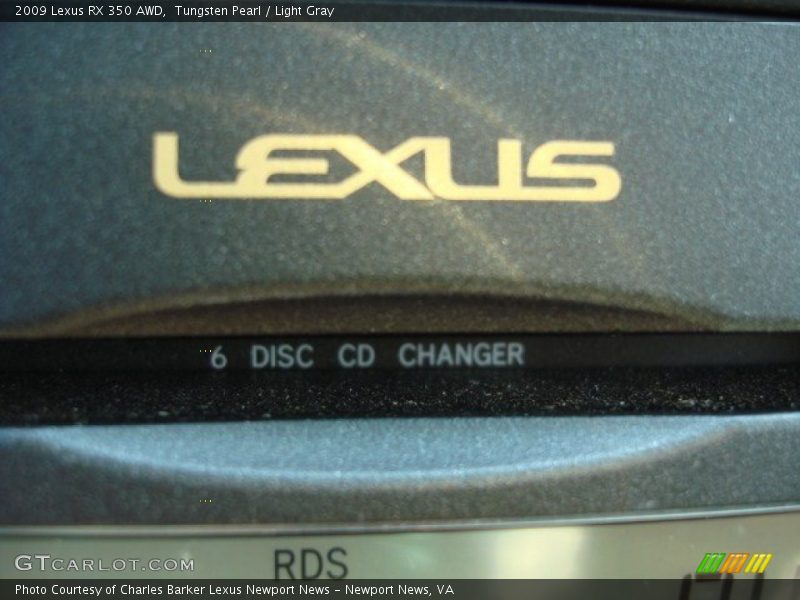 2009 Lexus RX 350 AWD,  Tungsten Pearl / Light Gray
LEXUS
6 DISC CD CHANGER
RDS
GTCARLOT.COM
Photo Courtesy of Charles Barker Lexus Newport News – Newport News, VA